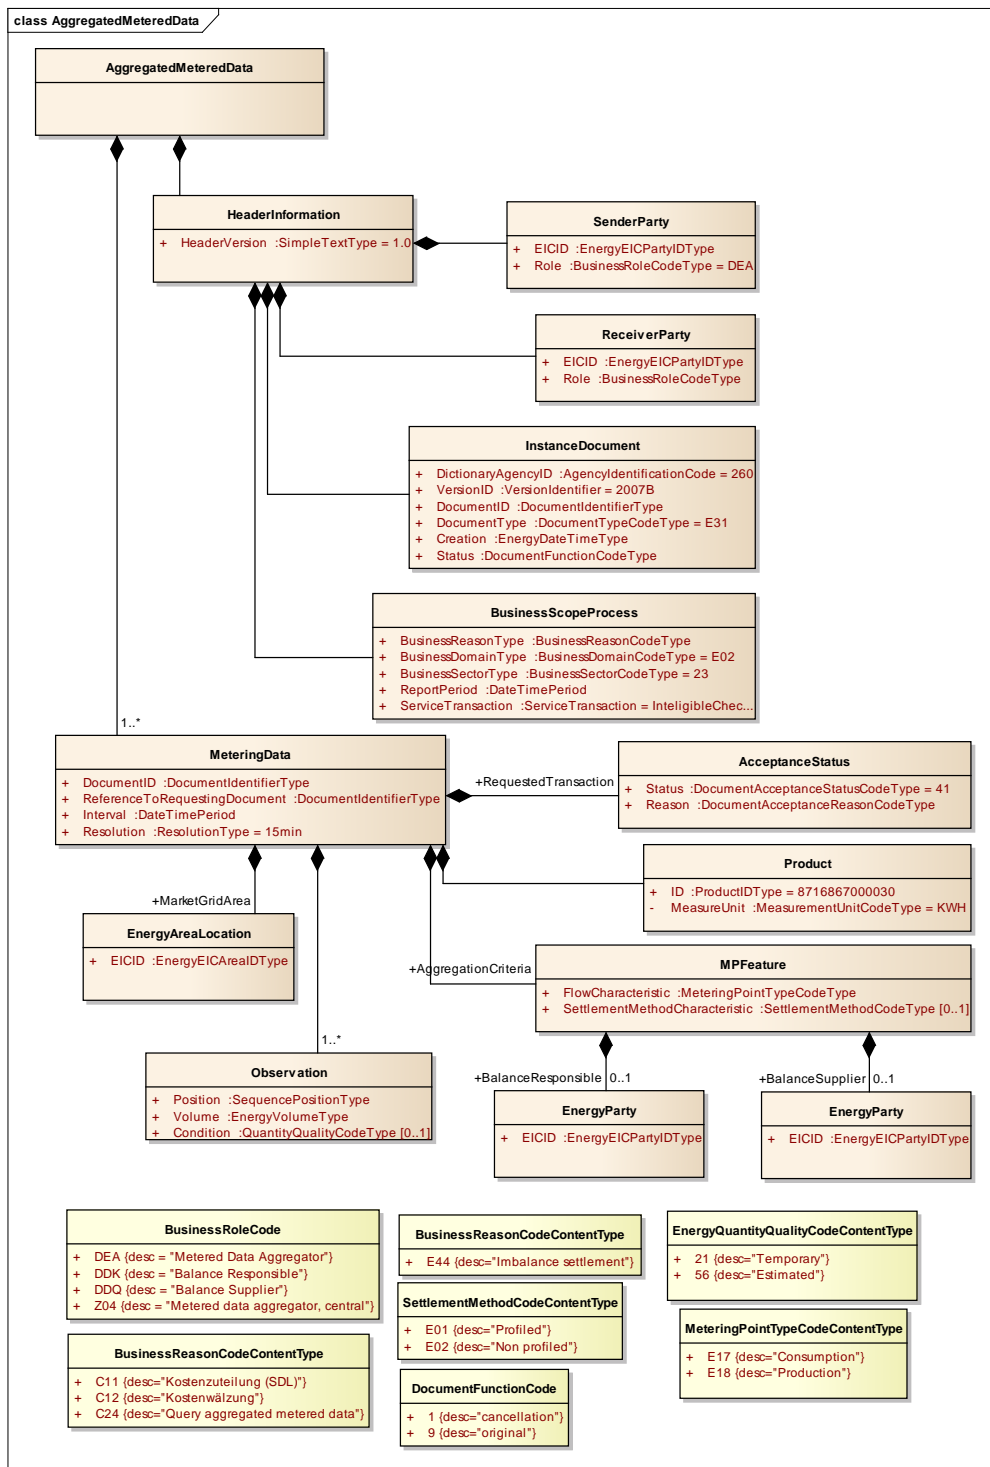 class AggregatedMeteredData
AggregatedMeteredData
HeaderInformation
+ HeaderVersion :SimpleTextType = 1.0
SenderParty
+ EICID :EnergyEICPartyIDType
+ Role :BusinessRoleCodeType = DEA
ReceiverParty
+ EICID :EnergyEICPartyIDType
+ Role :BusinessRoleCodeType
InstanceDocument
+ DictionaryAgencyID :AgencyIdentificationCode = 260
+ VersionID :VersionIdentifier = 2007B
+ DocumentID :DocumentIdentifierType
+ DocumentType :DocumentTypeCodeType = E31
+ Creation :EnergyDateTimeType
+ Status :DocumentFunctionCodeType
BusinessScopeProcess
+ BusinessReasonType :BusinessReasonCodeType
+ BusinessDomainType :BusinessDomainCodeType = E02
+ BusinessSectorType :BusinessSectorCodeType = 23
+ ReportPeriod :DateTimePeriod
+ ServiceTransaction :ServiceTransaction = InteligibleChec...
1..*
MeteringData
+ DocumentID :DocumentIdentifierType
+ ReferenceToRequestingDocument :DocumentIdentifierType
+ Interval :DateTimePeriod
+ Resolution :ResolutionType = 15min
+RequestedTransaction
AcceptanceStatus
+ Status :DocumentAcceptanceStatusCodeType = 41
+ Reason :DocumentAcceptanceReasonCodeType
Product
+ ID :ProductIDType = 8716867000030
- MeasureUnit :MeasurementUnitCodeType = KWH
+MarketGridArea
EnergyAreaLocation
+ EICID :EnergyEICAreaIDType
+AggregationCriteria
MPFeature
+ FlowCharacteristic :MeteringPointTypeCodeType
+ SettlementMethodCharacteristic :SettlementMethodCodeType [0..1]
1..*
Observation
+ Position :SequencePositionType
+ Volume :EnergyVolumeType
+ Condition :QuantityQualityCodeType [0..1]
+BalanceResponsible 0..1
EnergyParty
+ EICID :EnergyEICPartyIDType
+BalanceSupplier 0..1
EnergyParty
+ EICID :EnergyEICPartyIDType
BusinessRoleCode
+ DEA {desc = "Metered Data Aggregator"}
+ DDK {desc = "Balance Responsible"}
+ DDQ {desc = "Balance Supplier"}
+ Z04 {desc = "Metered data aggregator, central"}
BusinessReasonCodeContentType
+ E44 {desc="Imbalance settlement"}
EnergyQuantityQualityCodeContentType
+ 21 {desc="Temporary"}
+ 56 {desc="Estimated"}
SettlementMethodCodeContentType
+ E01 {desc="Profiled"}
+ E02 {desc="Non profiled"}
MeteringPointTypeCodeContentType
+ E17 {desc="Consumption"}
+ E18 {desc="Production"}
BusinessReasonCodeContentType
+ C11 {desc="Kostenzuteilung (SDL)"}
+ C12 {desc="Kostenwälzung"}
+ C24 {desc="Query aggregated metered data"}
DocumentFunctionCode
+ 1 {desc="cancellation"}
+ 9 {desc="original"}